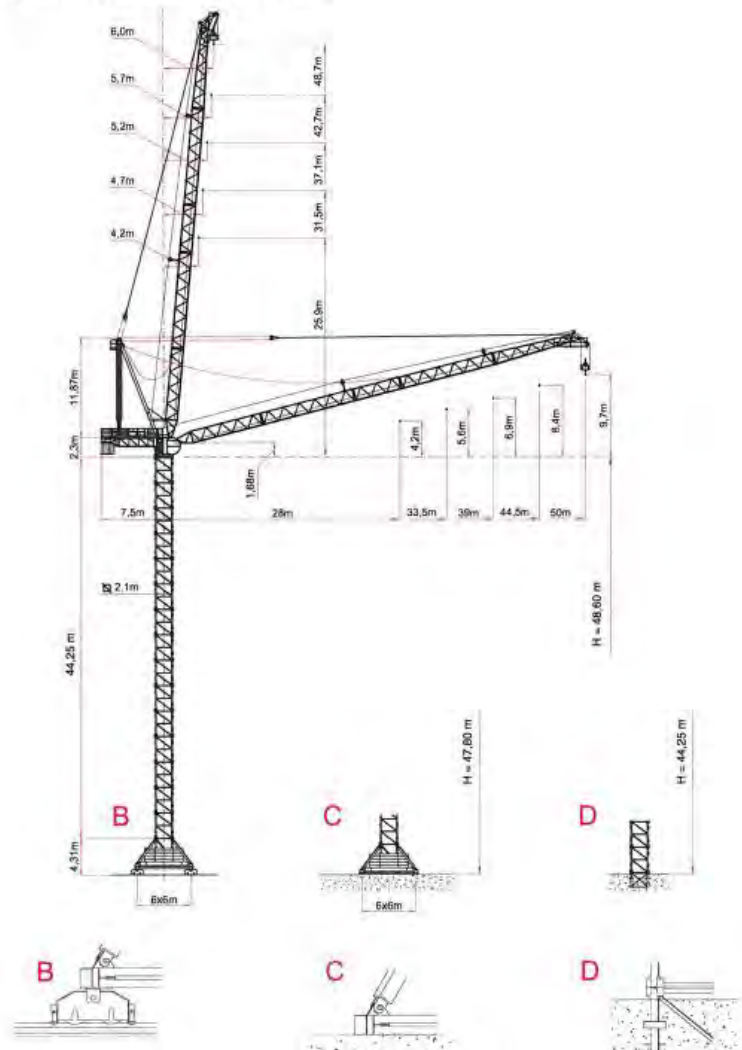 6,0m
5,7m
5,2m
4,7m
4,2m
48,7m
42,7m
37,1m
31,5m
25,9m
11,87m
2,3m
1,68m
4,2m
5,6m
6,9m
8,4m
9,7m
7,5m
28m
33,5m
39m
44,5m
50m
2,1m
44,25 m
H = 48,60 m
H = 47,80 m
H = 44,25 m
B
C
D
4,31m
6x6m
6x6m
B
C
D